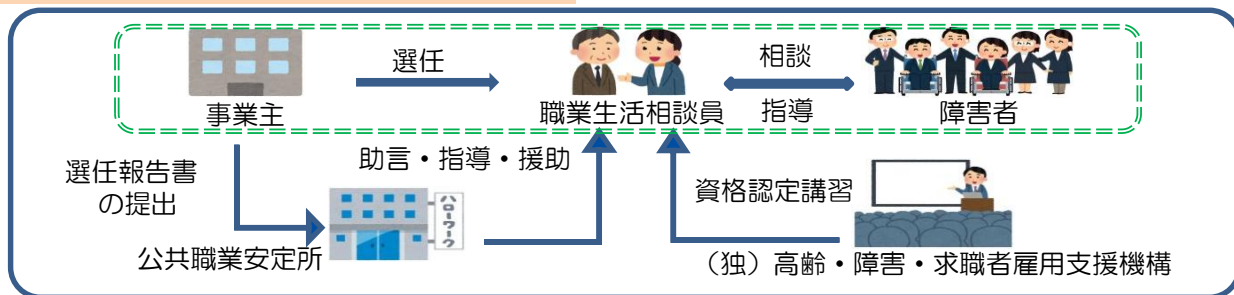 選任
相談
事業主
職業生活相談員
指導
障害者
選任報告書
の提出
助言・指導・援助
資格認定講習
ハローワーク
公共職業安定所
（独）高齢・障害・求職者雇用支援機構